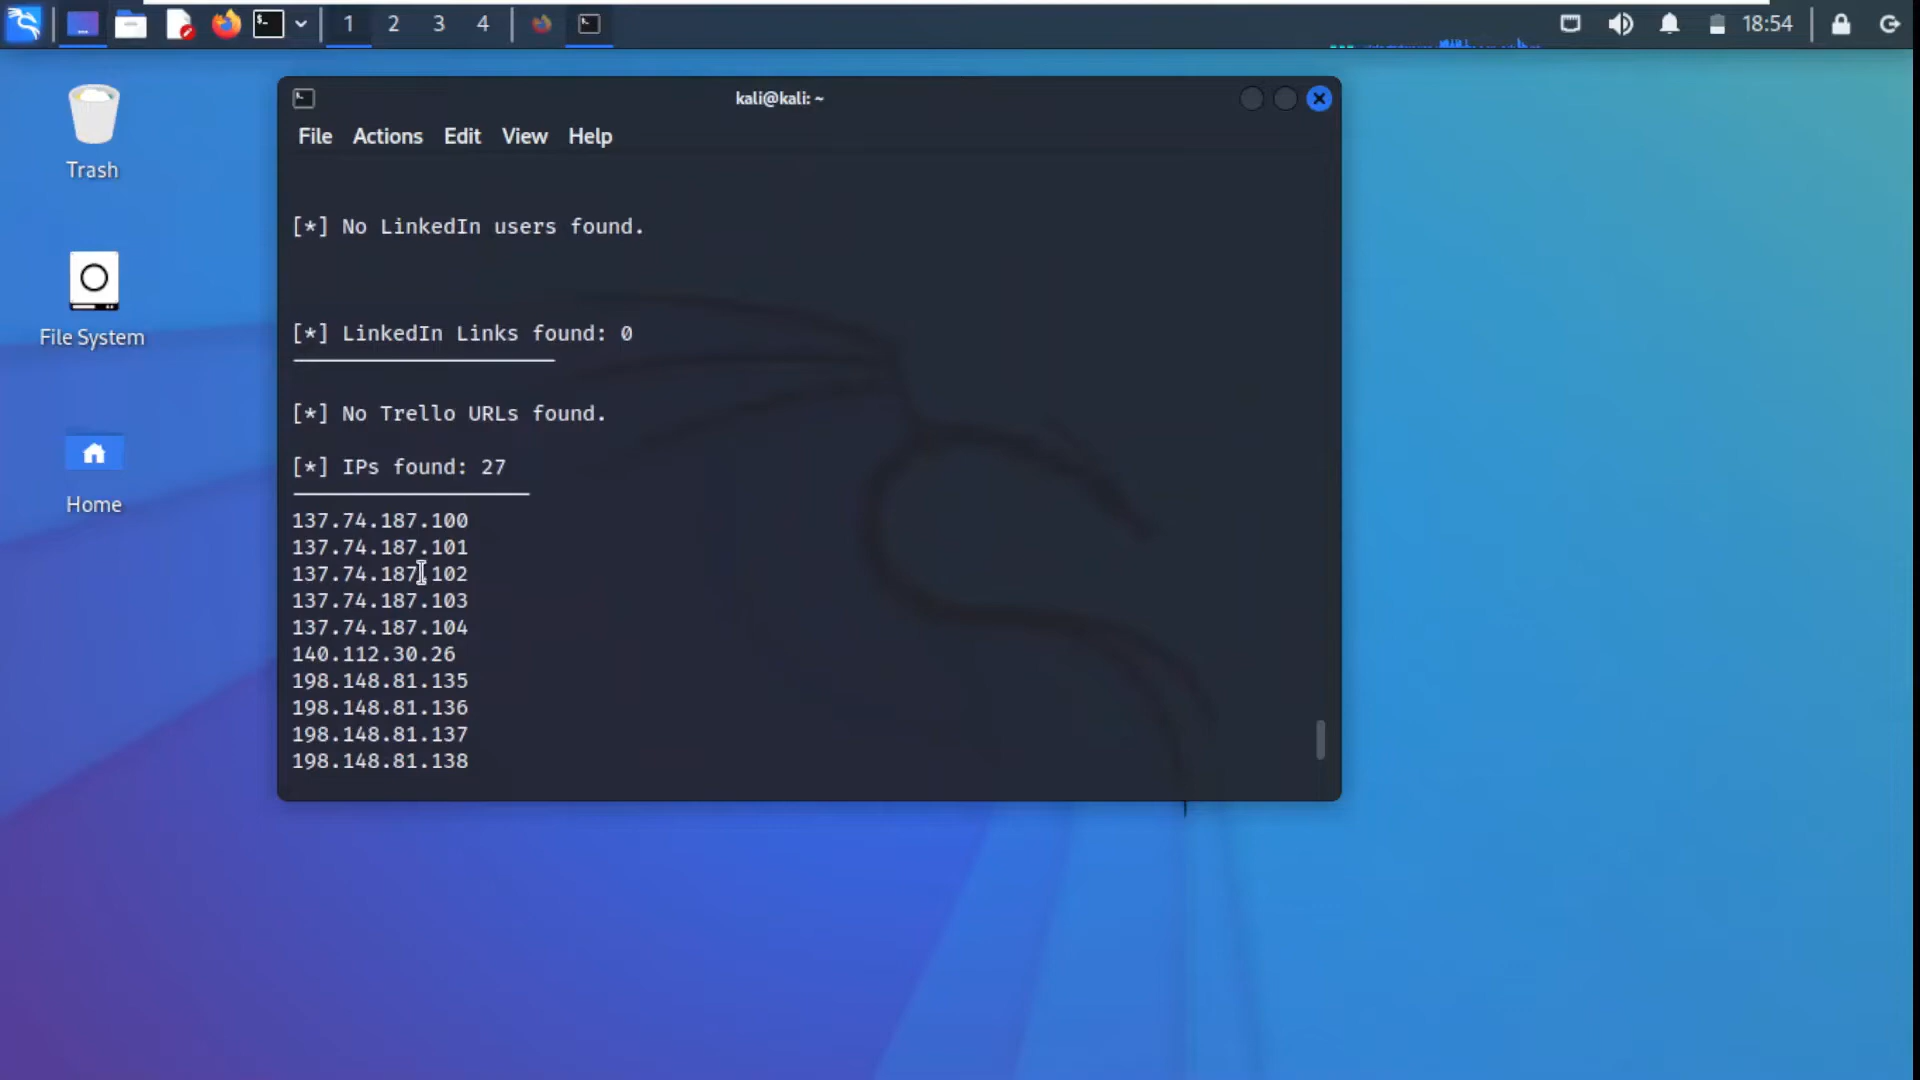 1 2 3 4
18:54
kali@kali: ~
File Actions Edit View Help
Trash
File System
Home
[*] No LinkedIn users found.
[*] LinkedIn Links found: 0
[*] No Trello URLs found.
[*] IPs found: 27
137.74.187.100
137.74.187.101
137.74.187.102
137.74.187.103
137.74.187.104
140.112.30.26
198.148.81.135
198.148.81.136
198.148.81.137
198.148.81.138